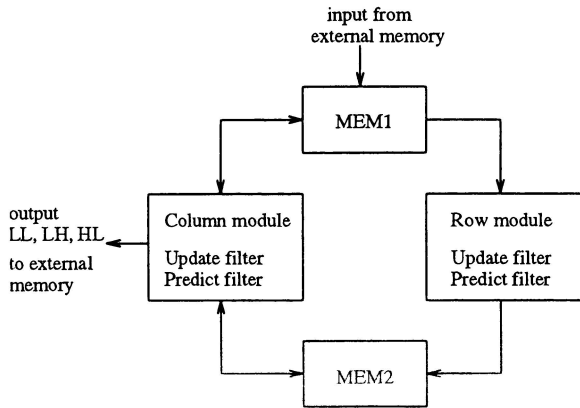 input from
external memory
MEM1
output
LL, LH, HL
to external
memory
Column module
Update filter
Predict filter
Row module
Update filter
Predict filter
MEM2